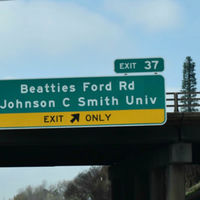 EXIT 37
Beatties Ford Rd
Johnson C Smith Univ
EXIT ONLY